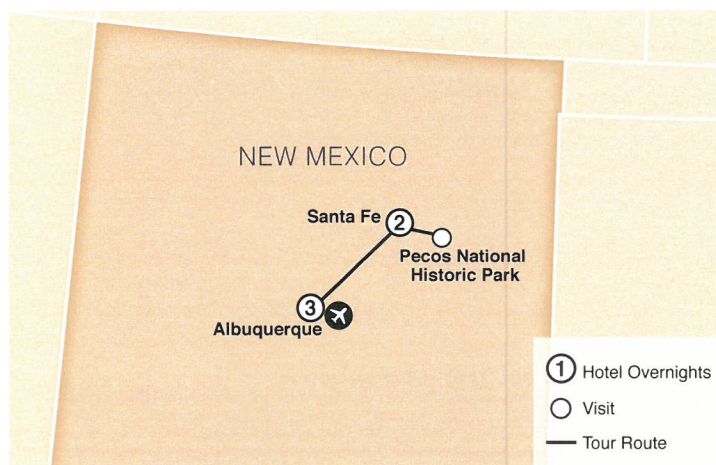 NEW MEXICO
Santa Fe
2
Pecos National
Historic Park
3
Albuquerque
1 Hotel Overnights
Visit
Tour Route